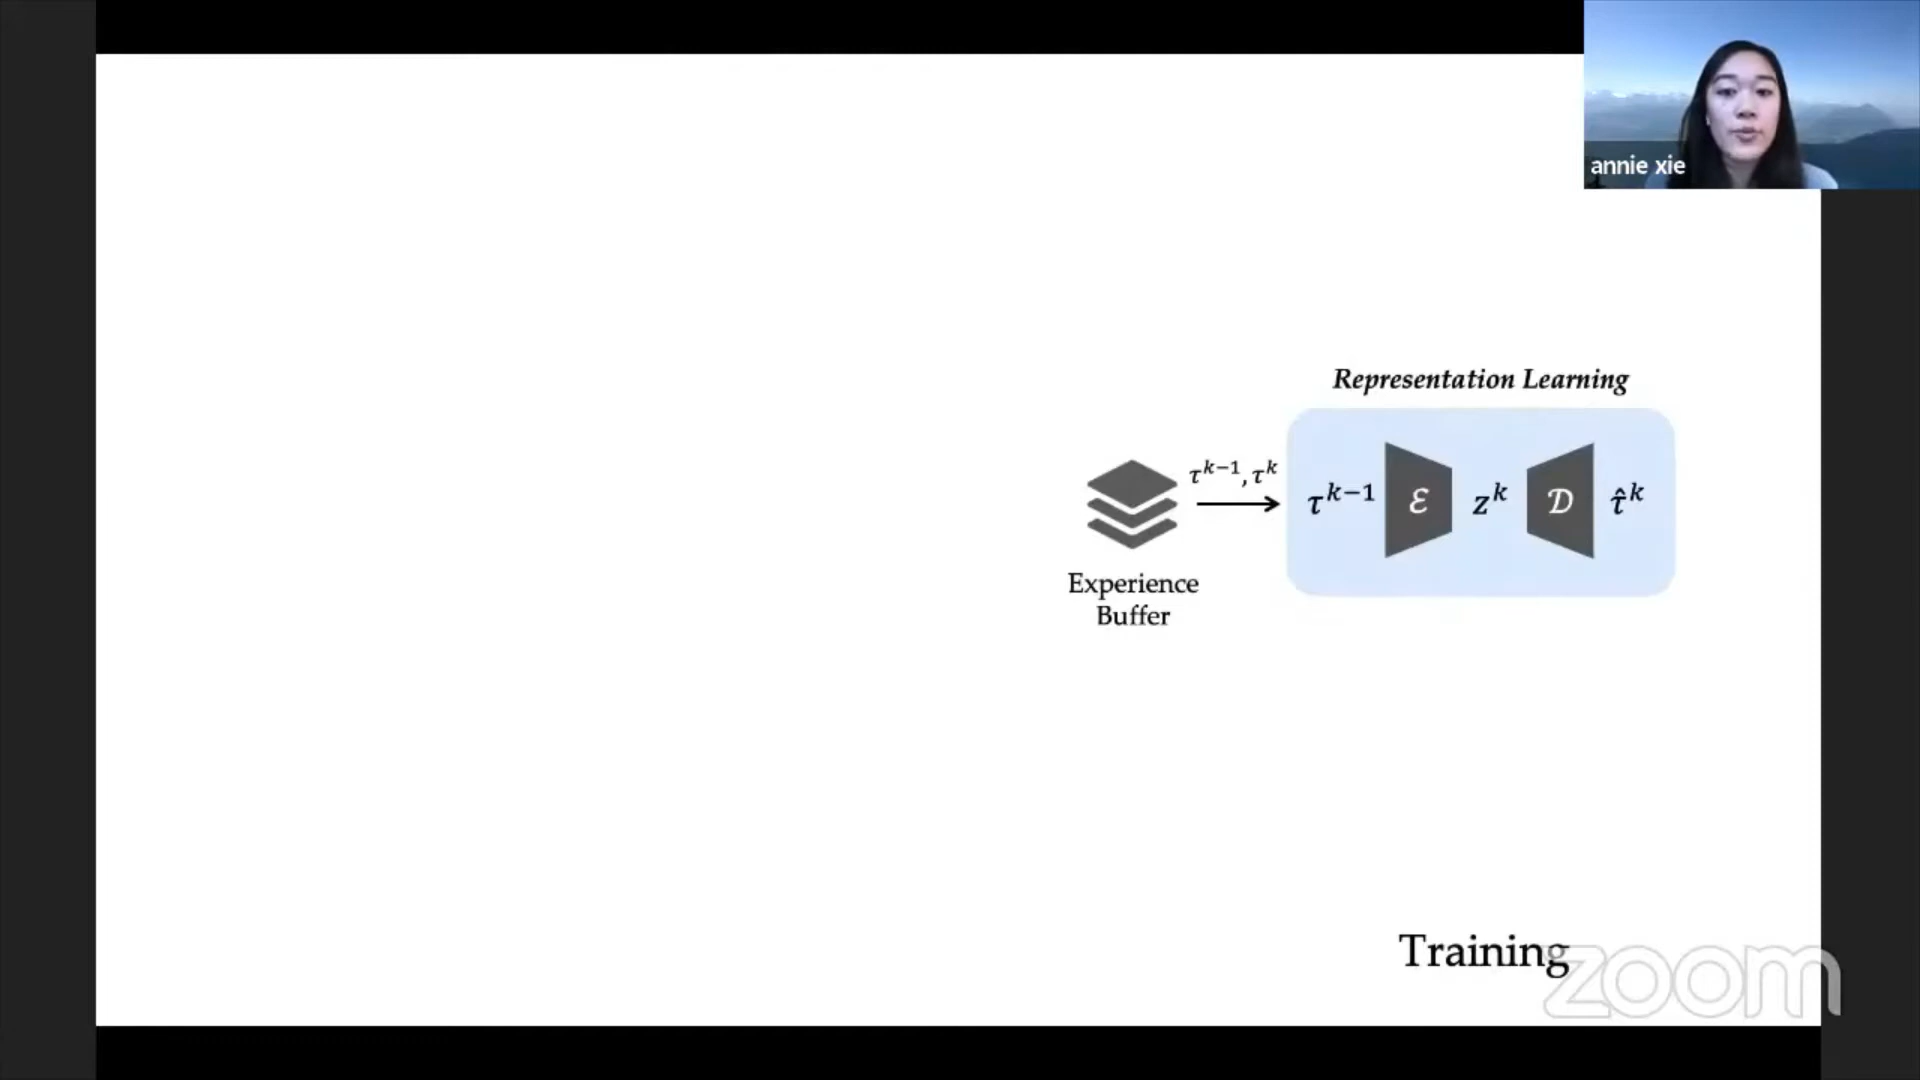 annie xie
Representation Learning
τ^{k-1}, τ^k
τ^{k-1} ℰ z^k 𝒟 τ̂^k
Experience
Buffer
Training
zoom